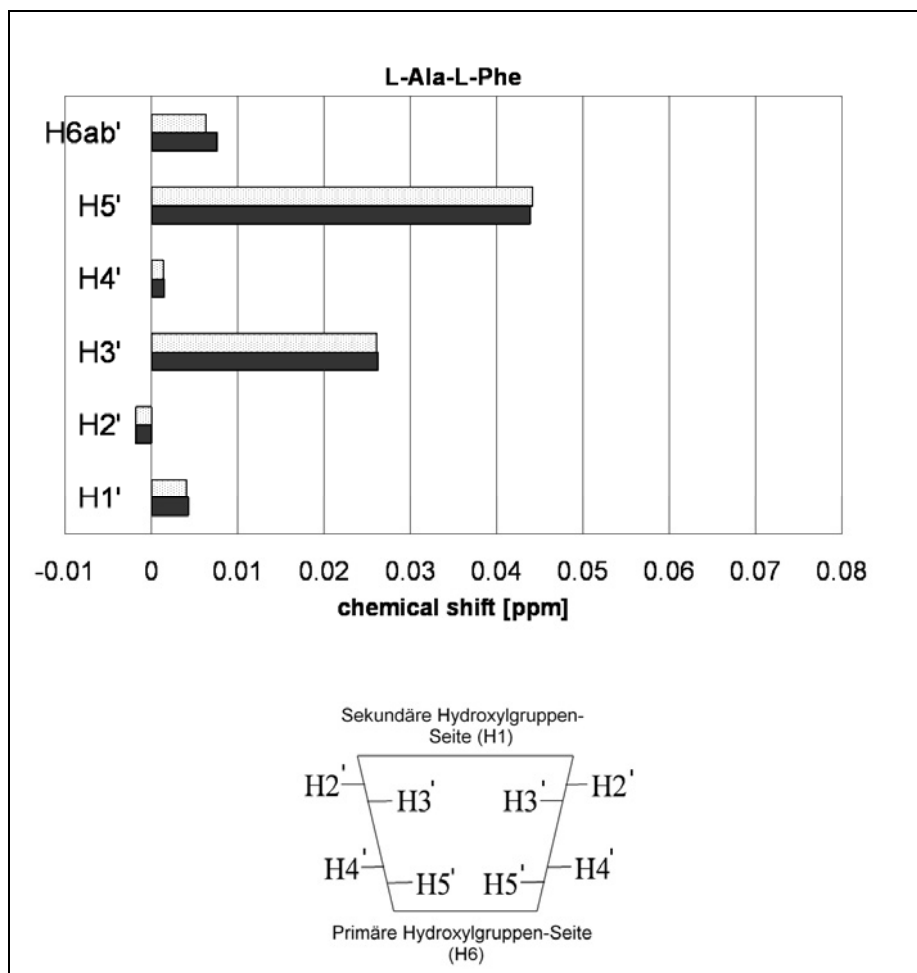 L-Ala-L-Phe
H6ab'
H5'
H4'
H3'
H2'
H1'
-0.01 0 0.01 0.02 0.03 0.04 0.05 0.06 0.07 0.08
chemical shift [ppm]
Sekundäre Hydroxylgruppen-
Seite (H1)
H2' H3' H3' H2'
H4' H5' H5' H4'
Primäre Hydroxylgruppen-Seite
(H6)